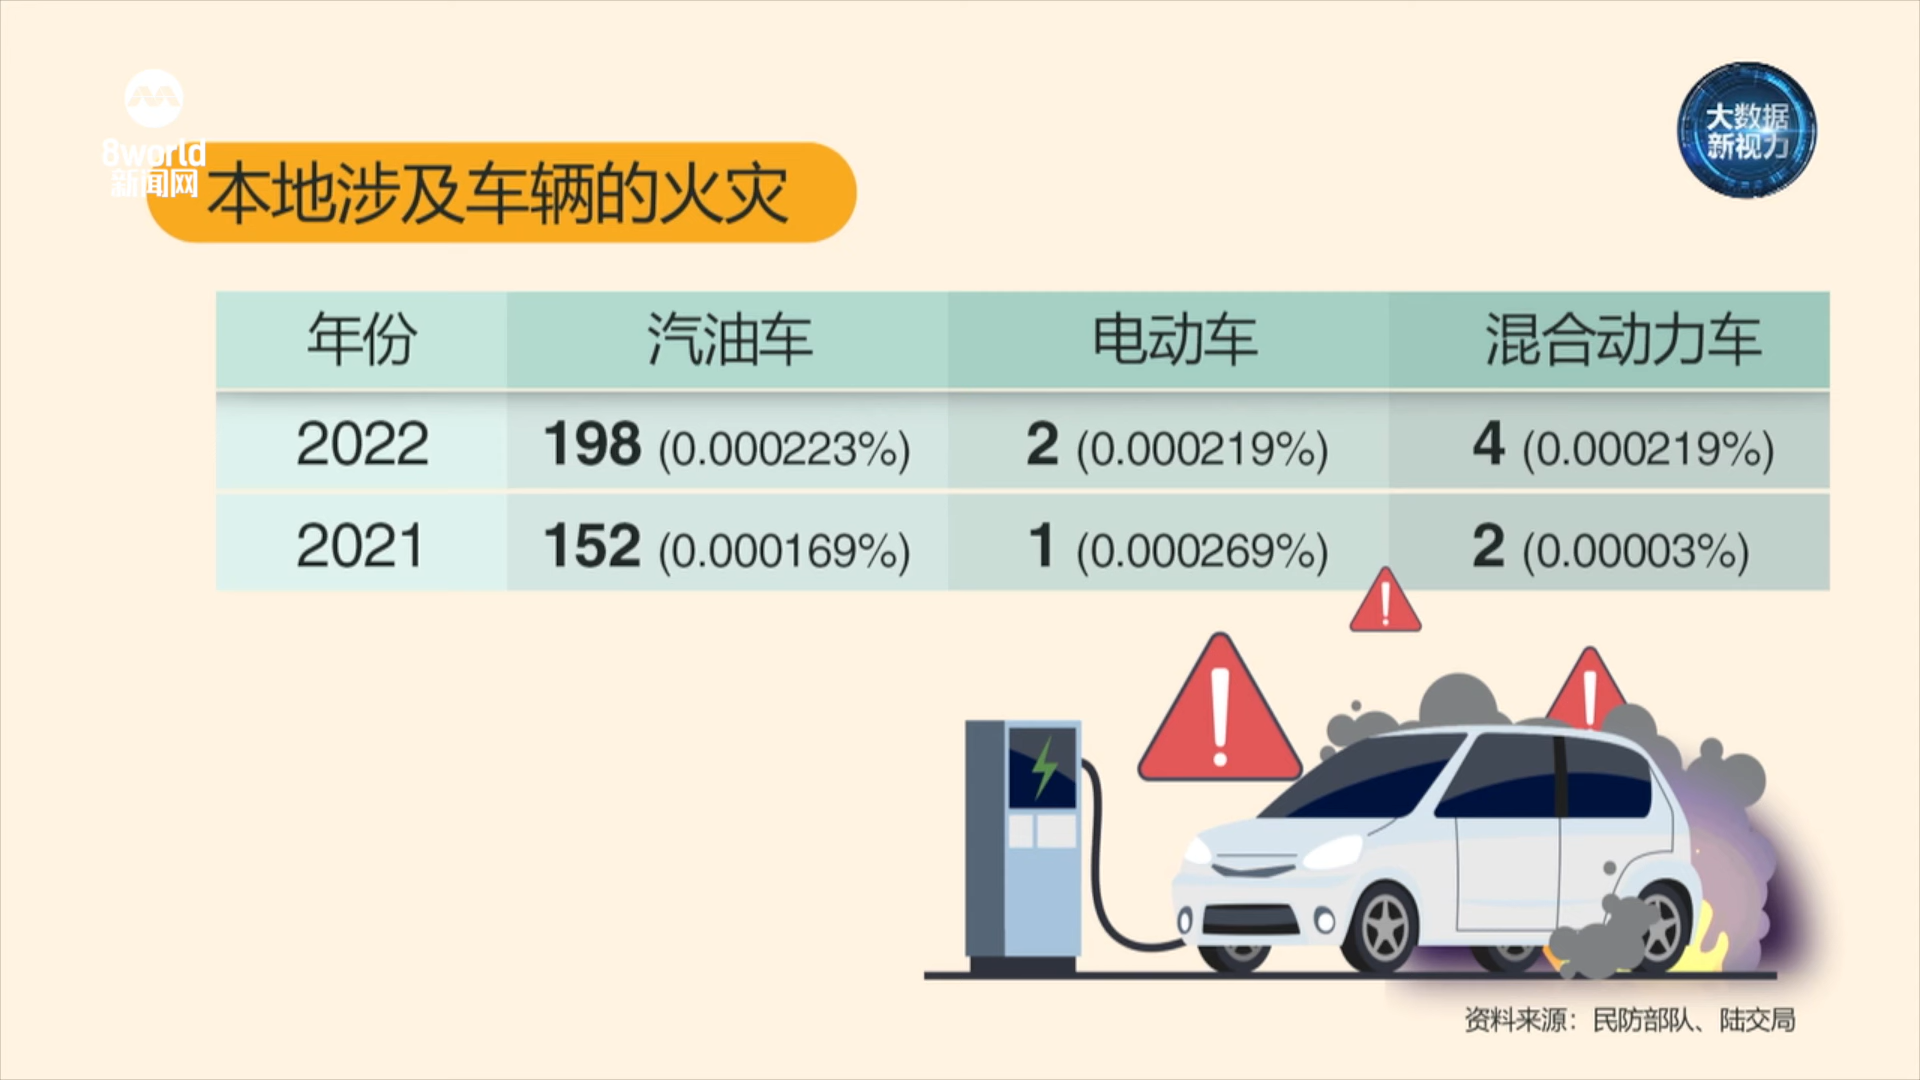 8world
新闻网
大数据
新视力
本地涉及车辆的火灾
年份 汽油车 电动车 混合动力车
2022 198 (0.000223%) 2 (0.000219%) 4 (0.000219%)
2021 152 (0.000169%) 1 (0.000269%) 2 (0.00003%)
资料来源：民防部队、陆交局